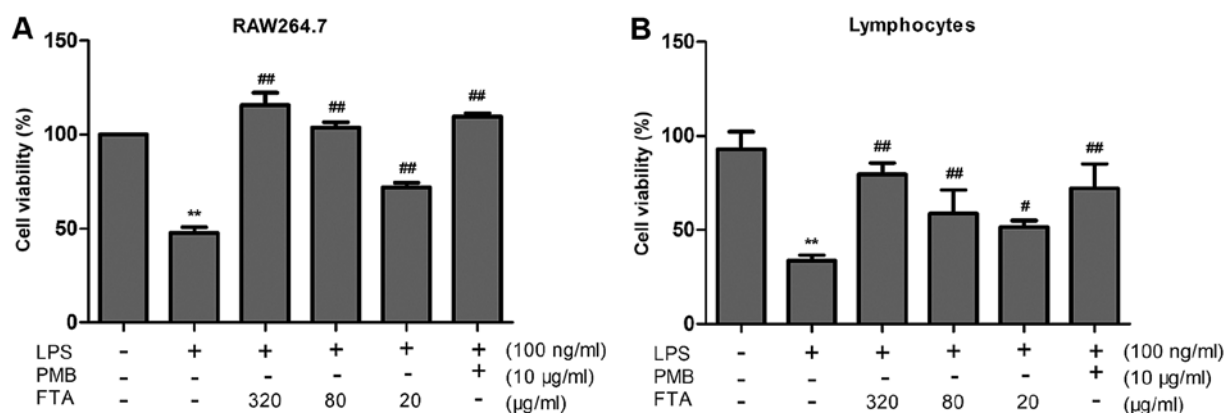 A
RAW264.7
Cell viability (%)
150
100
50
0
**
##
##
##
##
LPS - + + + + + (100 ng/ml)
PMB - - - - - + (10 µg/ml)
FTA - - 320 80 20 - (µg/ml)
B
Lymphocytes
Cell viability (%)
150
100
50
0
**
##
##
#
##
LPS - + + + + + (100 ng/ml)
PMB - - - - - + (10 µg/ml)
FTA - - 320 80 20 - (µg/ml)